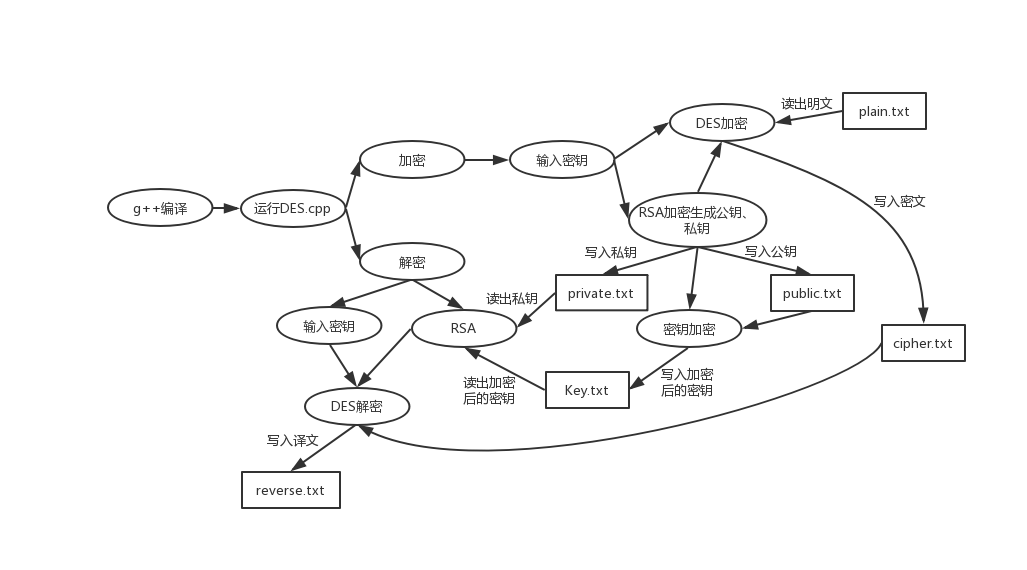 读出明文
plain.txt
DES加密
加密
输入密钥
写入密文
g++编译
运行DES.cpp
RSA加密生成公钥、
私钥
解密
写入私钥
写入公钥
读出私钥
private.txt
public.txt
输入密钥
RSA
密钥加密
cipher.txt
读出加密
后的密钥
Key.txt
写入加密
后的密钥
DES解密
写入译文
reverse.txt